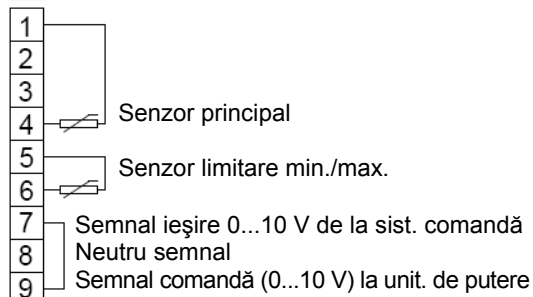 1
2
3
4 Senzor principal
5 Senzor limitare min./max.
6
7 Semnal ieşire 0...10 V de la sist. comandă
8 Neutru semnal
9 Semnal comandă (0...10 V) la unit. de putere